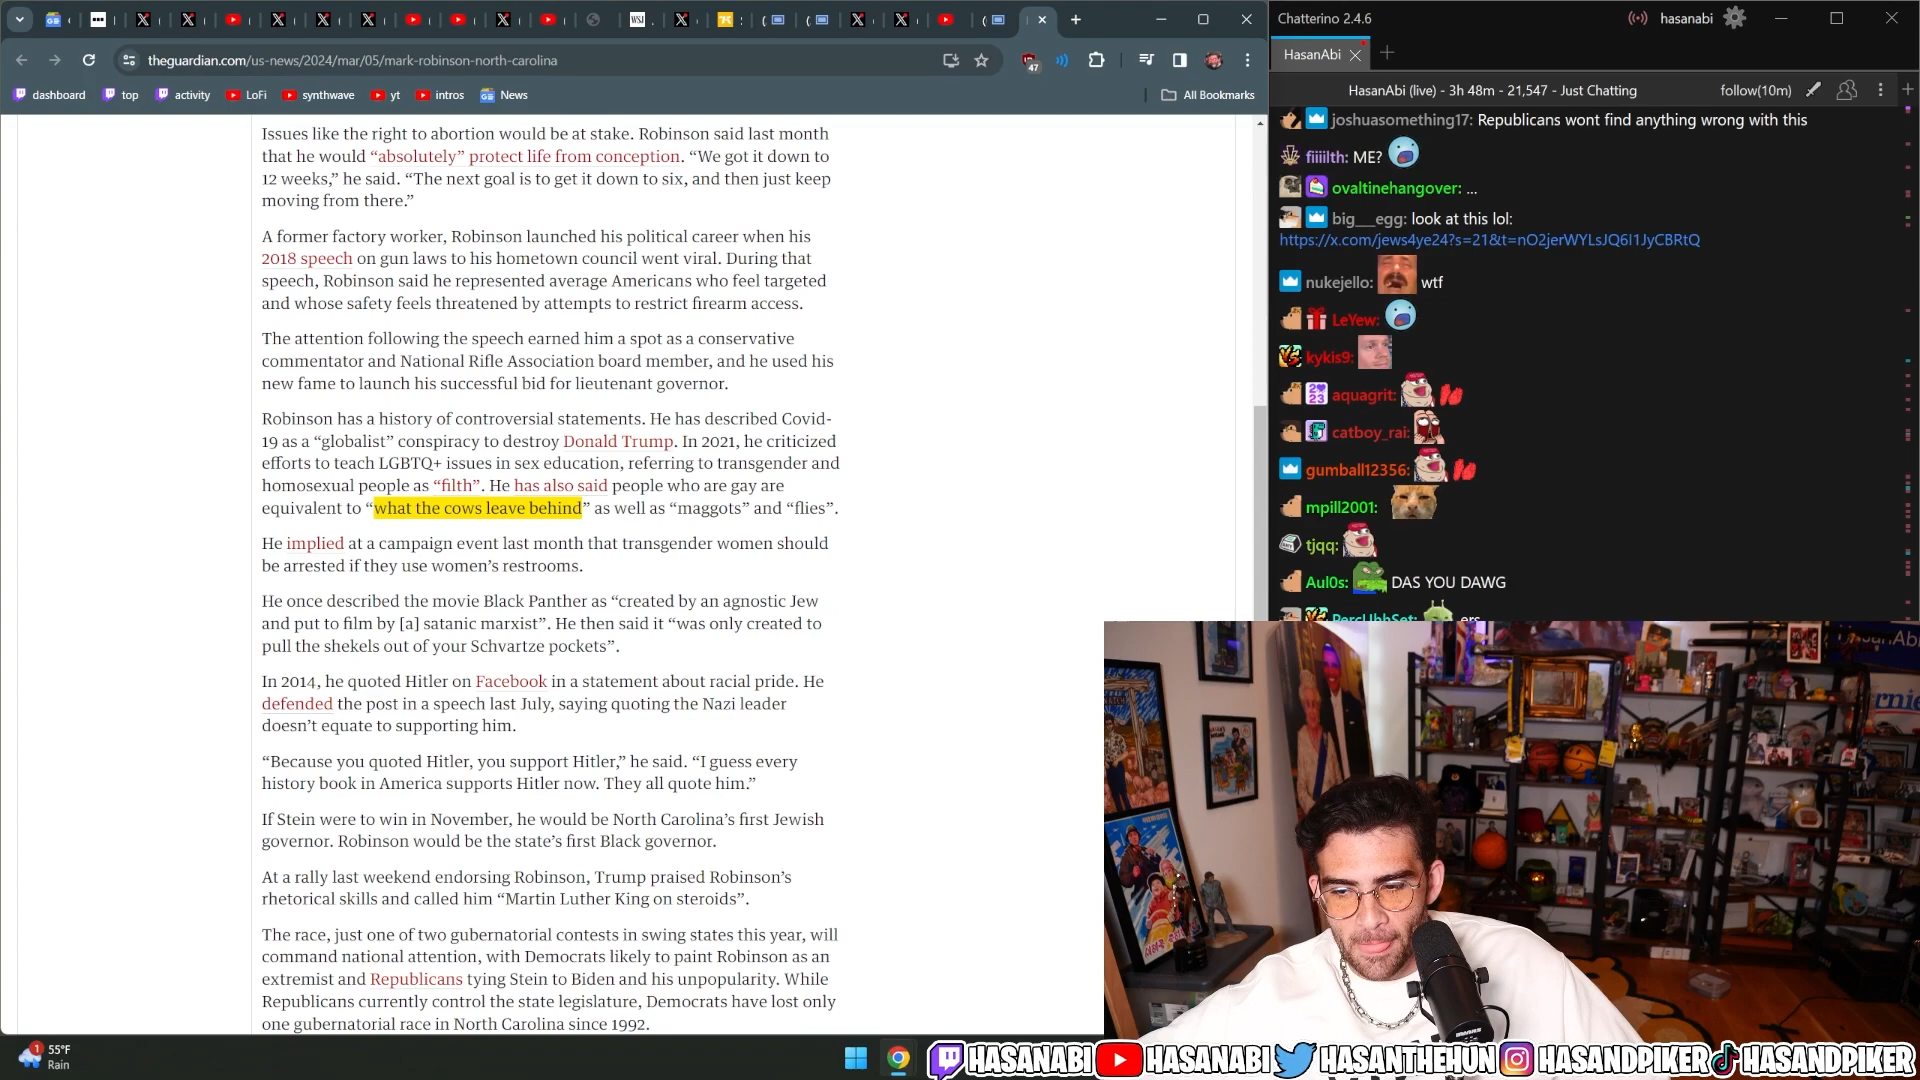 theguardian.com/us-news/2024/mar/05/mark-robinson-north-carolina
47
dashboard
top
activity
LoFi
synthwave
yt
intros
News
All Bookmarks
Issues like the right to abortion would be at stake. Robinson said last month
that he would “absolutely” protect life from conception. “We got it down to
12 weeks,” he said. “The next goal is to get it down to six, and then just keep
moving from there.”
A former factory worker, Robinson launched his political career when his
2018 speech on gun laws to his hometown council went viral. During that
speech, Robinson said he represented average Americans who feel targeted
and whose safety feels threatened by attempts to restrict firearm access.
The attention following the speech earned him a spot as a conservative
commentator and National Rifle Association board member, and he used his
new fame to launch his successful bid for lieutenant governor.
Robinson has a history of controversial statements. He has described Covid-
19 as a “globalist” conspiracy to destroy Donald Trump. In 2021, he criticized
efforts to teach LGBTQ+ issues in sex education, referring to transgender and
homosexual people as “filth”. He has also said people who are gay are
equivalent to “what the cows leave behind” as well as “maggots” and “flies”.
He implied at a campaign event last month that transgender women should
be arrested if they use women’s restrooms.
He once described the movie Black Panther as “created by an agnostic Jew
and put to film by [a] satanic marxist”. He then said it “was only created to
pull the shekels out of your Schvartze pockets”.
In 2014, he quoted Hitler on Facebook in a statement about racial pride. He
defended the post in a speech last July, saying quoting the Nazi leader
doesn’t equate to supporting him.
“Because you quoted Hitler, you support Hitler,” he said. “I guess every
history book in America supports Hitler now. They all quote him.”
If Stein were to win in November, he would be North Carolina’s first Jewish
governor. Robinson would be the state’s first Black governor.
At a rally last weekend endorsing Robinson, Trump praised Robinson’s
rhetorical skills and called him “Martin Luther King on steroids”.
The race, just one of two gubernatorial contests in swing states this year, will
command national attention, with Democrats likely to paint Robinson as an
extremist and Republicans tying Stein to Biden and his unpopularity. While
Republicans currently control the state legislature, Democrats have lost only
one gubernatorial race in North Carolina since 1992.
Chatterino 2.4.6
hasanabi
HasanAbi
HasanAbi (live) - 3h 48m - 21,547 - Just Chatting
follow(10m)
joshuasomething17: Republicans wont find anything wrong with this
fiiiilth: ME?
ovaltinehangover: ...
big___egg: look at this lol:
https://x.com/jews4ye24?s=21&t=nO2jerWYLsJQ6I1JyCBRtQ
nukejello: wtf
LeYew:
kykis9:
aquagrit:
catboy_rai:
gumball12356:
mpill2001:
tjqq:
Aul0s: DAS YOU DAWG
1
55°F
Rain
HASANABI
HASANABI
HASANTHEHUN
HASANDPIKER
HASANDPIKER